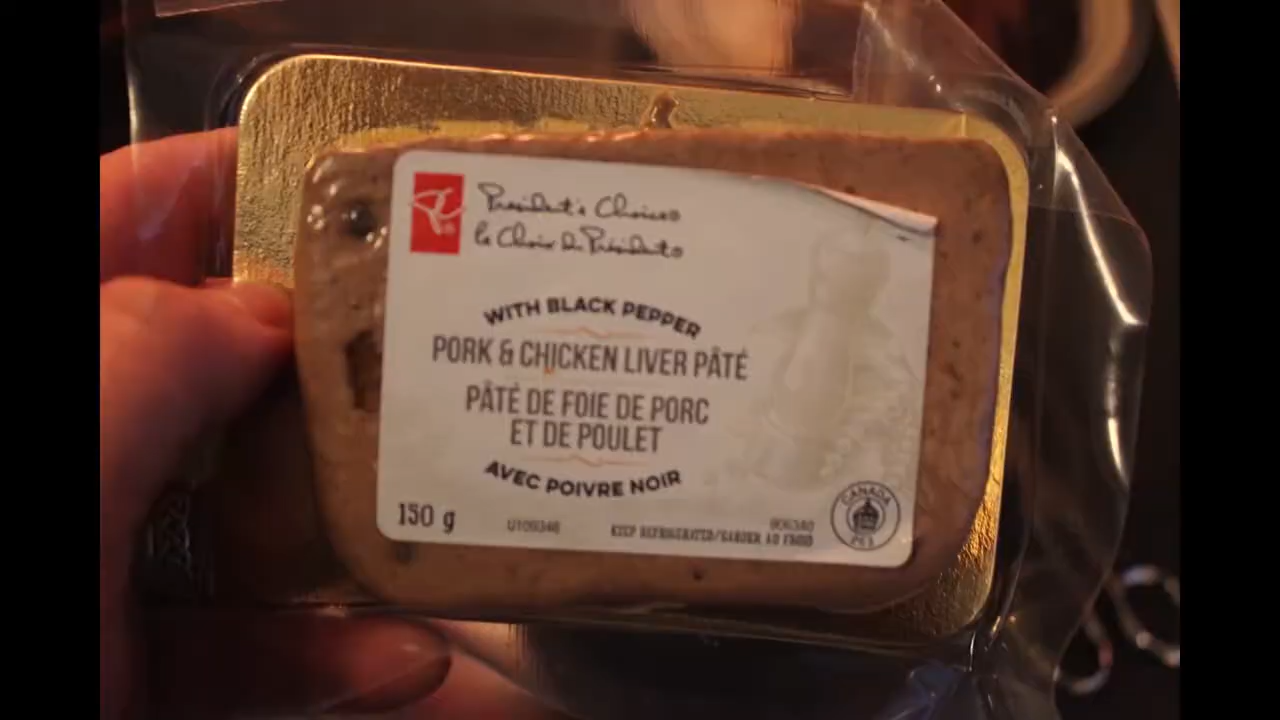 President's Choice®
le Choix du Président®
WITH BLACK PEPPER
PORK & CHICKEN LIVER PÂTÉ
PÂTÉ DE FOIE DE PORC
ET DE POULET
AVEC POIVRE NOIR
150 g
KEEP REFRIGERATED/GARDER AU FROID
CANADA